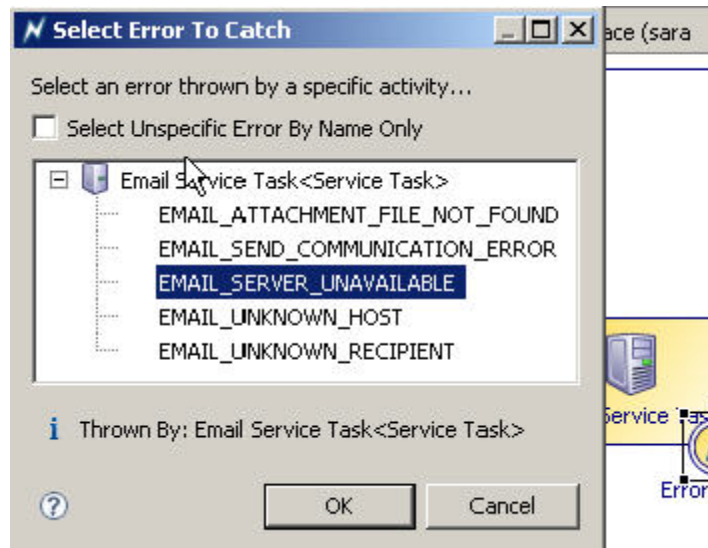 Select Error To Catch
ace (sara
Select an error thrown by a specific activity...
Select Unspecific Error By Name Only
Email Service Task<Service Task>
EMAIL_ATTACHMENT_FILE_NOT_FOUND
EMAIL_SEND_COMMUNICATION_ERROR
EMAIL_SERVER_UNAVAILABLE
EMAIL_UNKNOWN_HOST
EMAIL_UNKNOWN_RECIPIENT
Service Tas
Thrown By: Email Service Task<Service Task>
Error
OK
Cancel